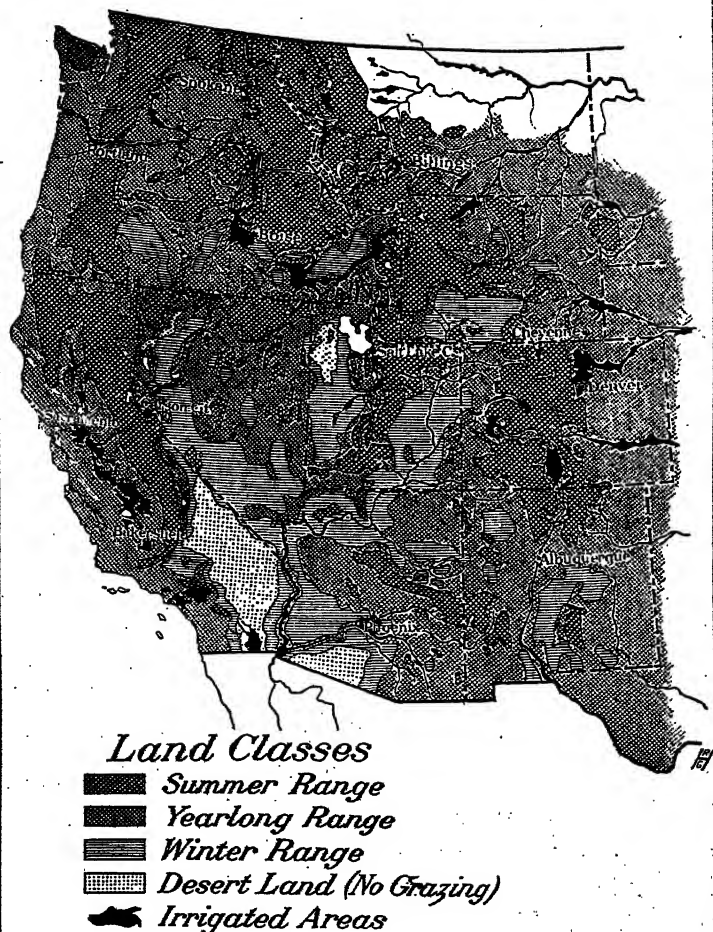 Spokane
Portland
Billings
Boise
Cheyenne
Salt Lake C.
Denver
Sacramento
Bakersfield
Albuquerque
Phoenix
Land Classes
Summer Range
Yearlong Range
Winter Range
Desert Land (No Grazing)
Irrigated Areas